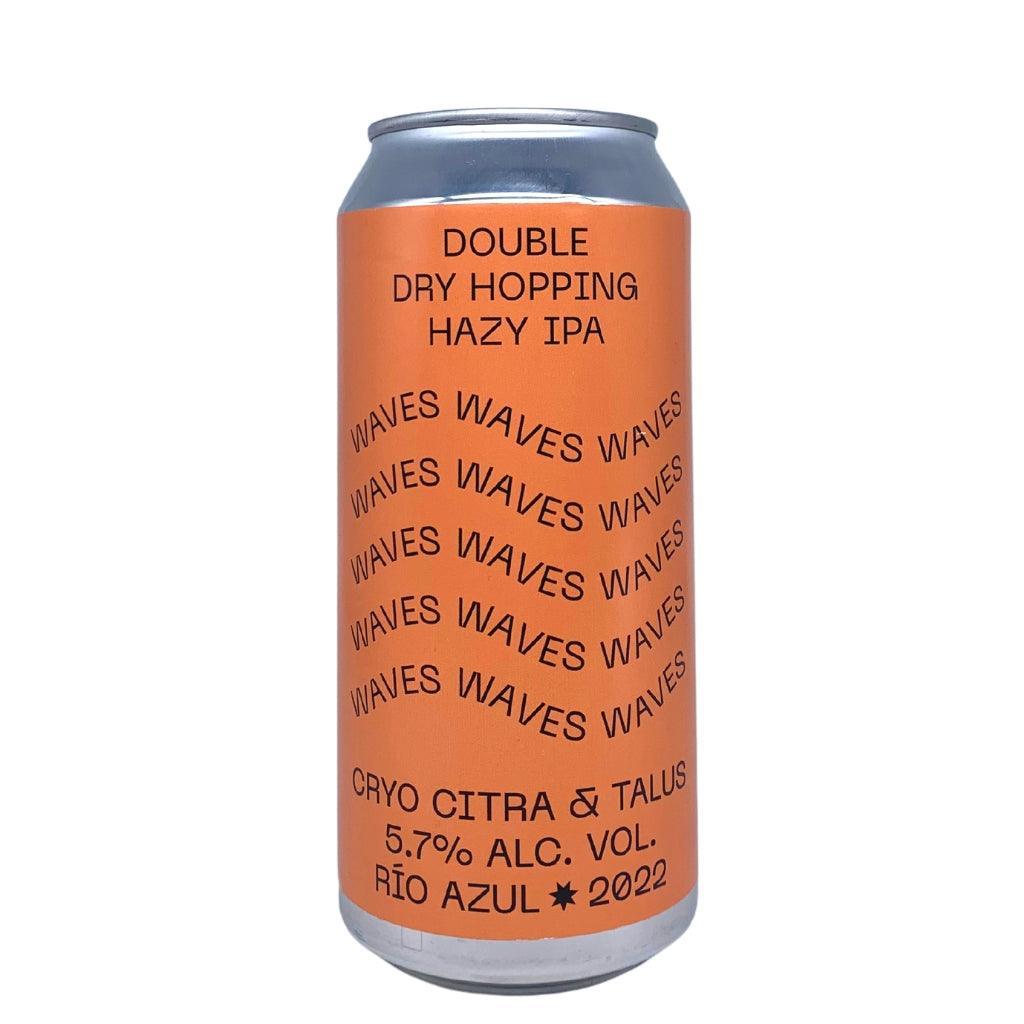 DOUBLE
DRY HOPPING
HAZY IPA
WAVES WAVES WAVES
WAVES WAVES WAVES
WAVES WAVES WAVES
WAVES WAVES WAVES
WAVES WAVES WAVES
CRYO CITRA & TALUS
5.7% ALC. VOL.
RÍO AZUL ✷ 2022